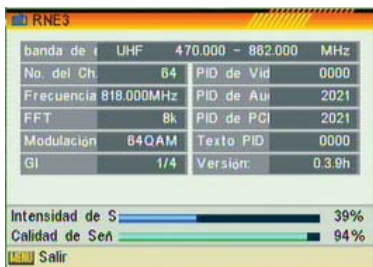 RNE3
banda de e UHF 470.000 - 862.000 MHz
No. del Ch. 64 PID de Vid 0000
Frecuencia 818.000MHz PID de Au 2021
FFT 8k PID de PCI 2021
Modulación 64QAM Texto PID 0000
GI 1/4 Versión: 0.3.9h
Intensidad de S 39%
Calidad de Señ 94%
MENU Salir